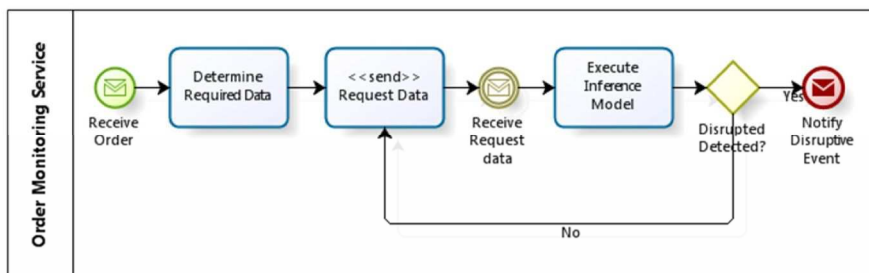 Order Monitoring Service
Receive
Order
Determine
Required Data
<<send>>
Request Data
Receive
Request
data
Execute
Inference
Model
Disrupted
Detected?
Yes
Notify
Disruptive
Event
No